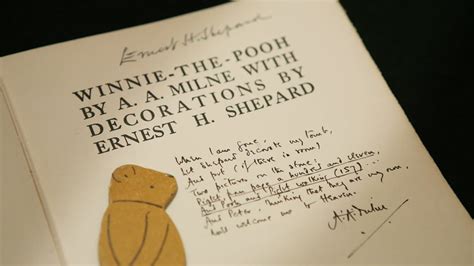 Ernest H. Shepard
WINNIE-THE-POOH
BY A. A. MILNE WITH
DECORATIONS BY
ERNEST H. SHEPARD
When I am gone,
Let Shepard decorate my tomb,
And put (if there is room)
Two pictures on the stone:
Piglet from page a hundred and eleven,
And Pooh and Piglet walking (157) ...
And Peter, thinking that they are my own,
Will welcome me to Heaven.
A.A. Milne